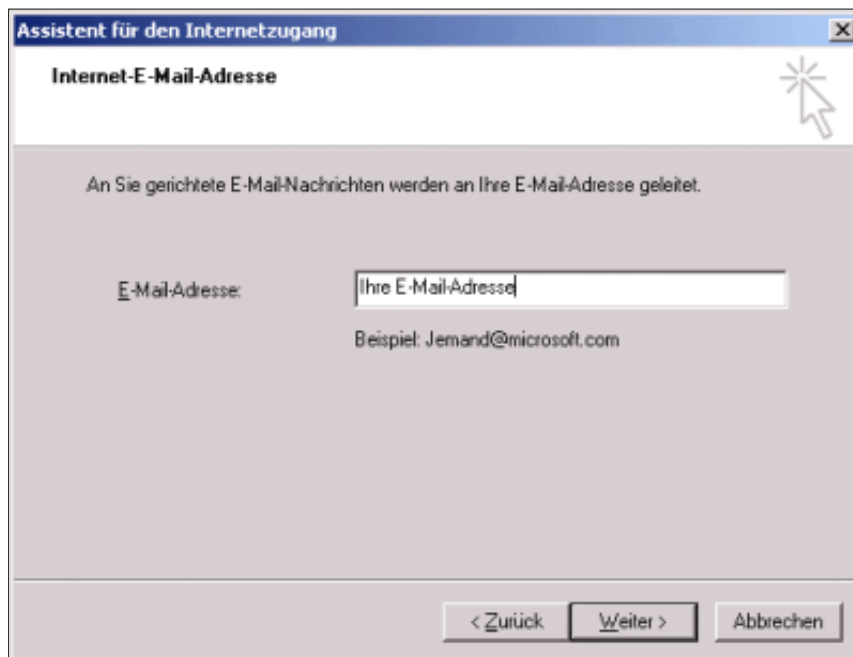 Assistent für den Internetzugang
Internet-E-Mail-Adresse
An Sie gerichtete E-Mail-Nachrichten werden an Ihre E-Mail-Adresse geleitet.
E-Mail-Adresse: Ihre E-Mail-Adresse
Beispiel: Jemand@microsoft.com
< Zurück Weiter > Abbrechen